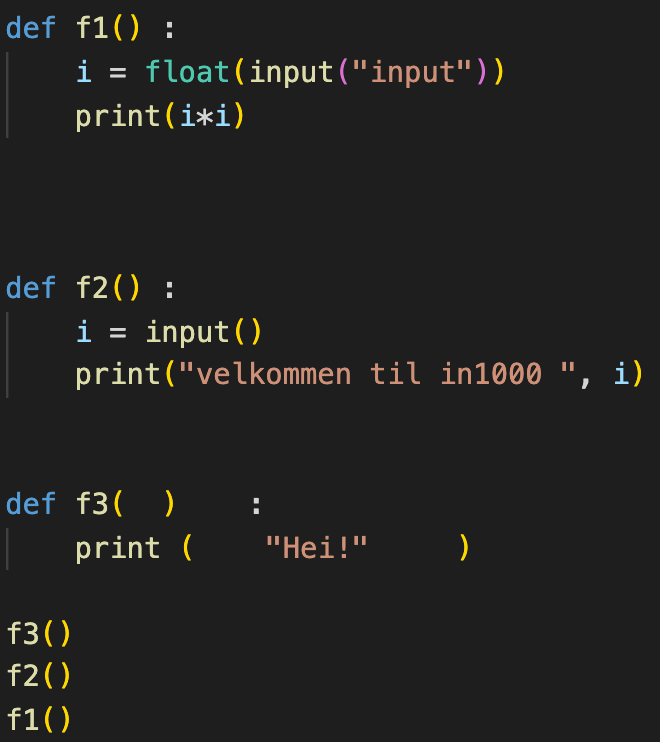 def f1() :
    i = float(input("input"))
    print(i*i)
def f2() :
    i = input()
    print("velkommen til in1000 ", i)
def f3(  )    :
    print (    "Hei!"     )
f3()
f2()
f1()